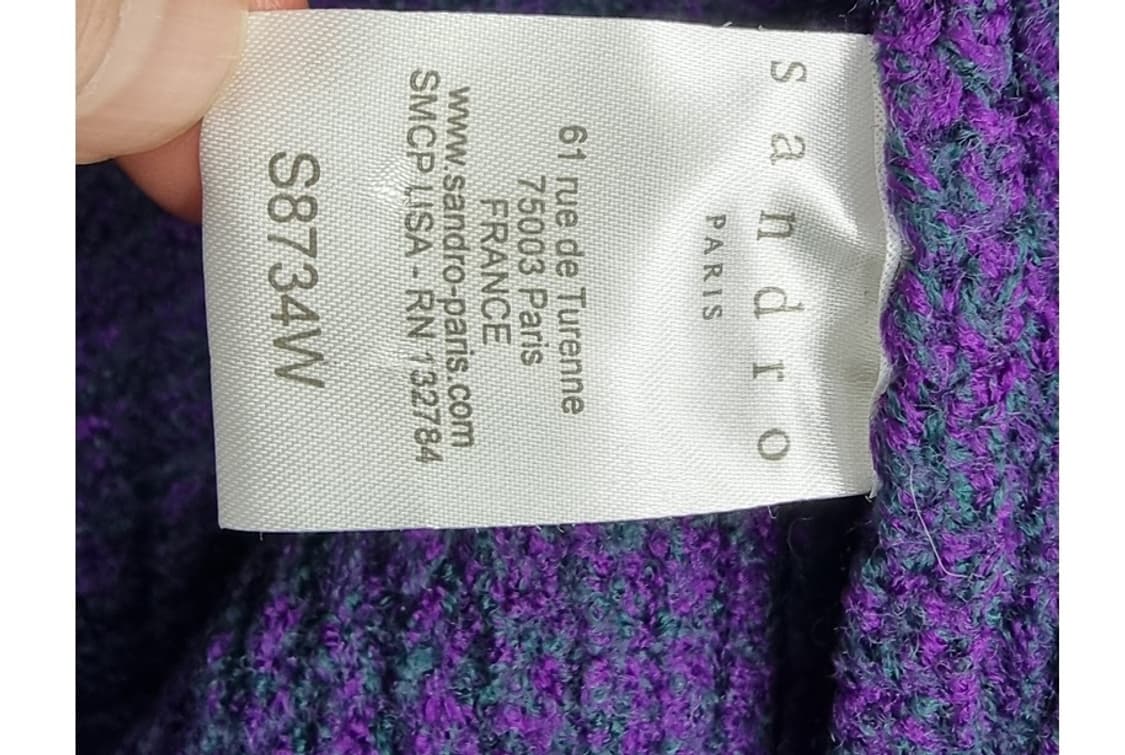 sandro
PARIS
61 rue de Turenne
75003 Paris
FRANCE
www.sandro-paris.com
SMCP USA - RN 132784
S8734W